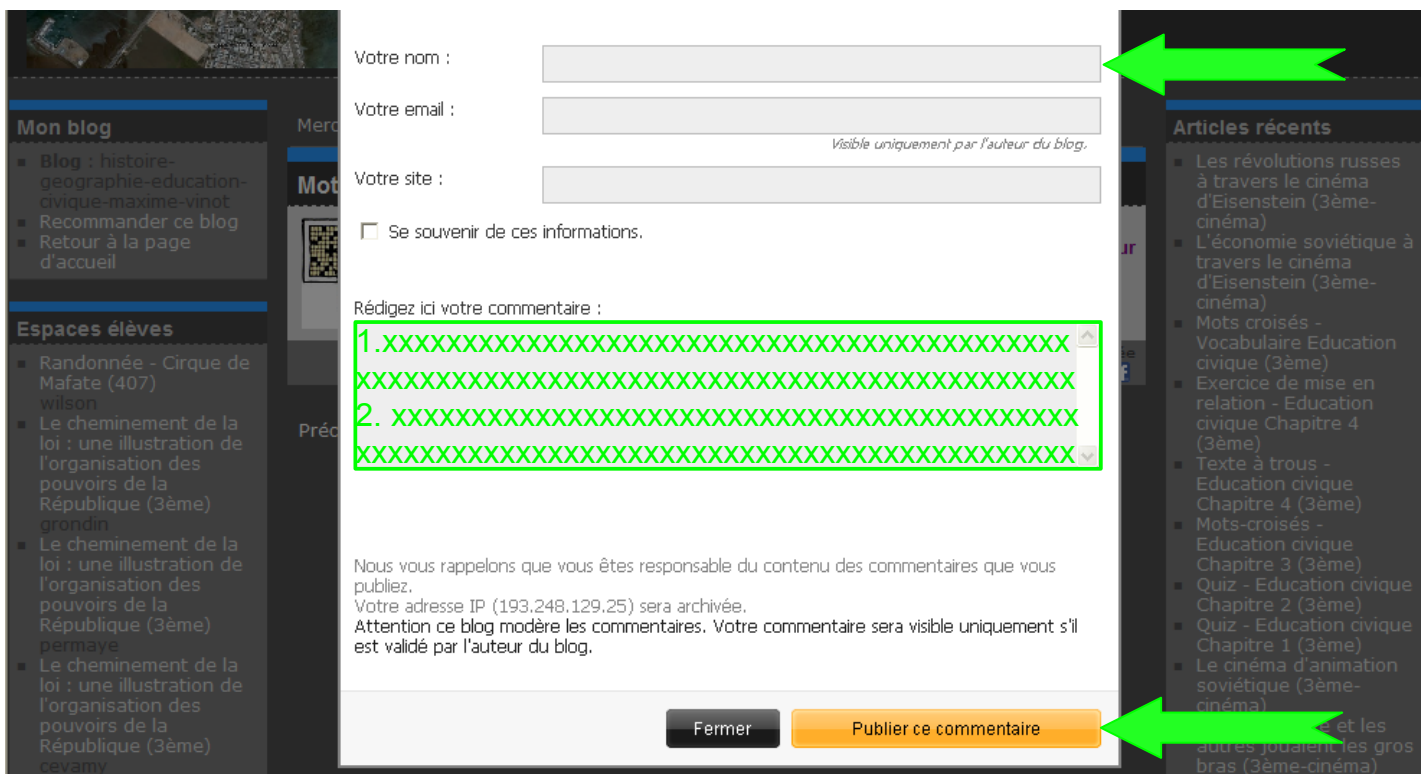 Votre nom :
Votre email :
Visible uniquement par l'auteur du blog.
Votre site :
Se souvenir de ces informations.
Rédigez ici votre commentaire :
1.xxxxxxxxxxxxxxxxxxxxxxxxxxxxxxxxxxxxxxxxxxxx
xxxxxxxxxxxxxxxxxxxxxxxxxxxxxxxxxxxxxxxxxxxxxx
2. xxxxxxxxxxxxxxxxxxxxxxxxxxxxxxxxxxxxxxxxxxxx
xxxxxxxxxxxxxxxxxxxxxxxxxxxxxxxxxxxxxxxxxxxxxx
Nous vous rappelons que vous êtes responsable du contenu des commentaires que vous
publiez.
Votre adresse IP (193.248.129.25) sera archivée.
Attention ce blog modère les commentaires. Votre commentaire sera visible uniquement s'il
est validé par l'auteur du blog.
Fermer
Publier ce commentaire
Mon blog
Blog : histoire-
geographie-education-
civique-maxime-vinot
Recommander ce blog
Retour à la page
d'accueil
Espaces élèves
Randonnée - Cirque de
Mafate (407)
wilson
Le cheminement de la
loi : une illustration de
l'organisation des
pouvoirs de la
République (3ème)
grondin
Le cheminement de la
loi : une illustration de
l'organisation des
pouvoirs de la
République (3ème)
permaye
Le cheminement de la
loi : une illustration de
l'organisation des
pouvoirs de la
République (3ème)
cevamy
Merc
Mot
Préc
ur
Articles récents
Les révolutions russes
à travers le cinéma
d'Eisenstein (3ème-
cinéma)
L'économie soviétique à
travers le cinéma
d'Eisenstein (3ème-
cinéma)
Mots croisés -
Vocabulaire Education
civique (3ème)
Exercice de mise en
relation - Education
civique Chapitre 4
(3ème)
Texte à trous -
Education civique
Chapitre 4 (3ème)
Mots-croisés -
Education civique
Chapitre 3 (3ème)
Quiz - Education civique
Chapitre 2 (3ème)
Quiz - Education civique
Chapitre 1 (3ème)
Le cinéma d'animation
soviétique (3ème-
cinéma)
et les
autres jouaient les gros
bras (3ème-cinéma)